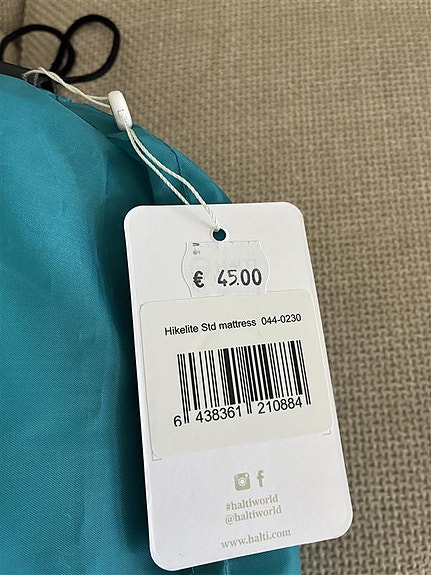 € 45.00
Hikelite Std mattress 044-0230
6 438361 210884
#haltiworld
@haltiworld
www.halti.com